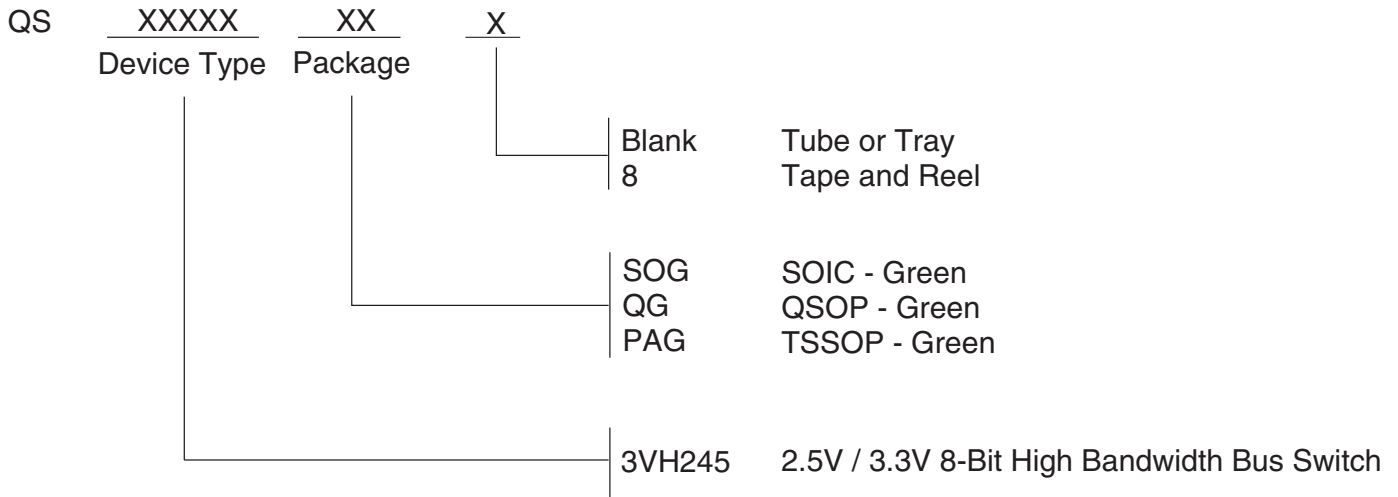 QS XXXXX XX X
Device Type Package
Blank Tube or Tray
8 Tape and Reel
SOG SOIC - Green
QG QSOP - Green
PAG TSSOP - Green
3VH245 2.5V / 3.3V 8-Bit High Bandwidth Bus Switch